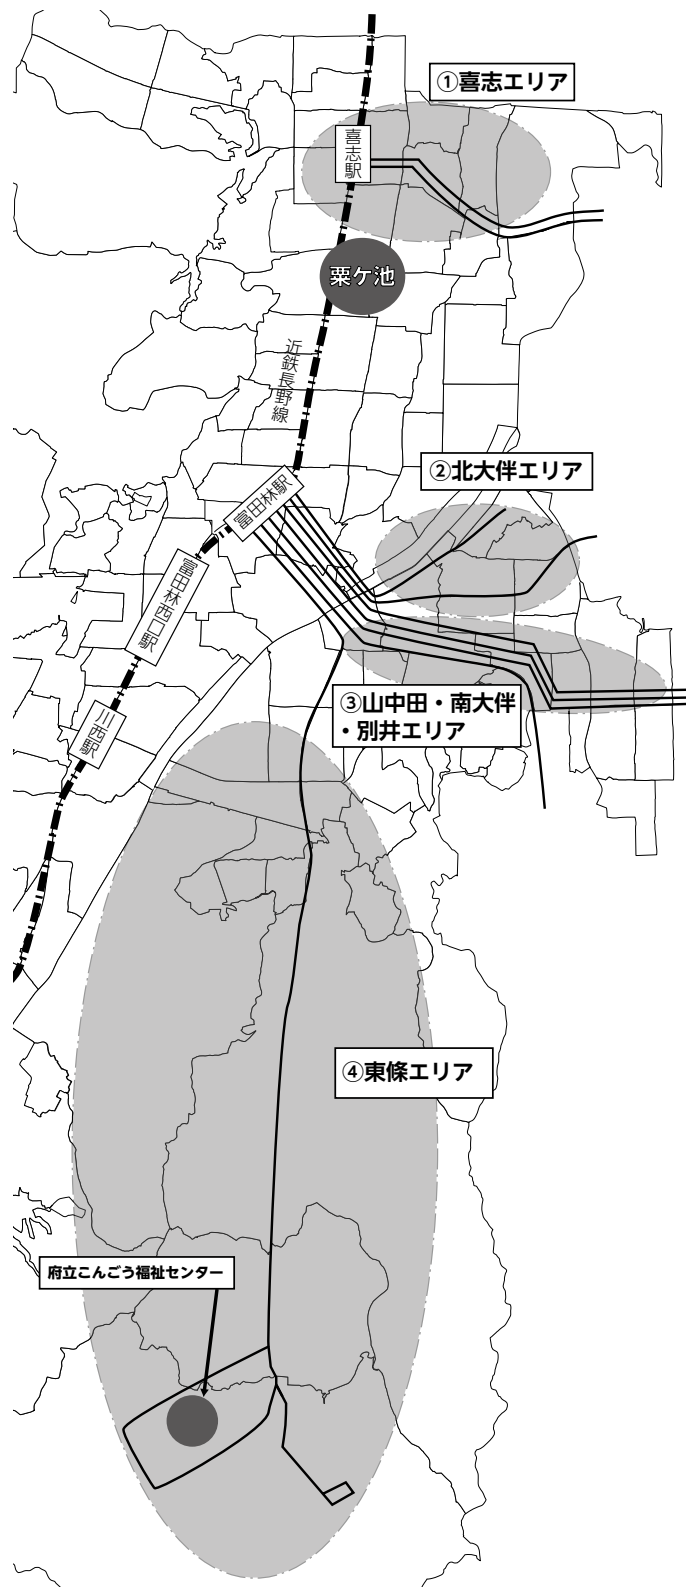 ①喜志エリア
喜志駅
粟ケ池
近鉄長野線
②北大伴エリア
富田林駅
富田林西口駅
③山中田・南大伴
・別井エリア
川西駅
④東條エリア
府立こんごう福祉センター